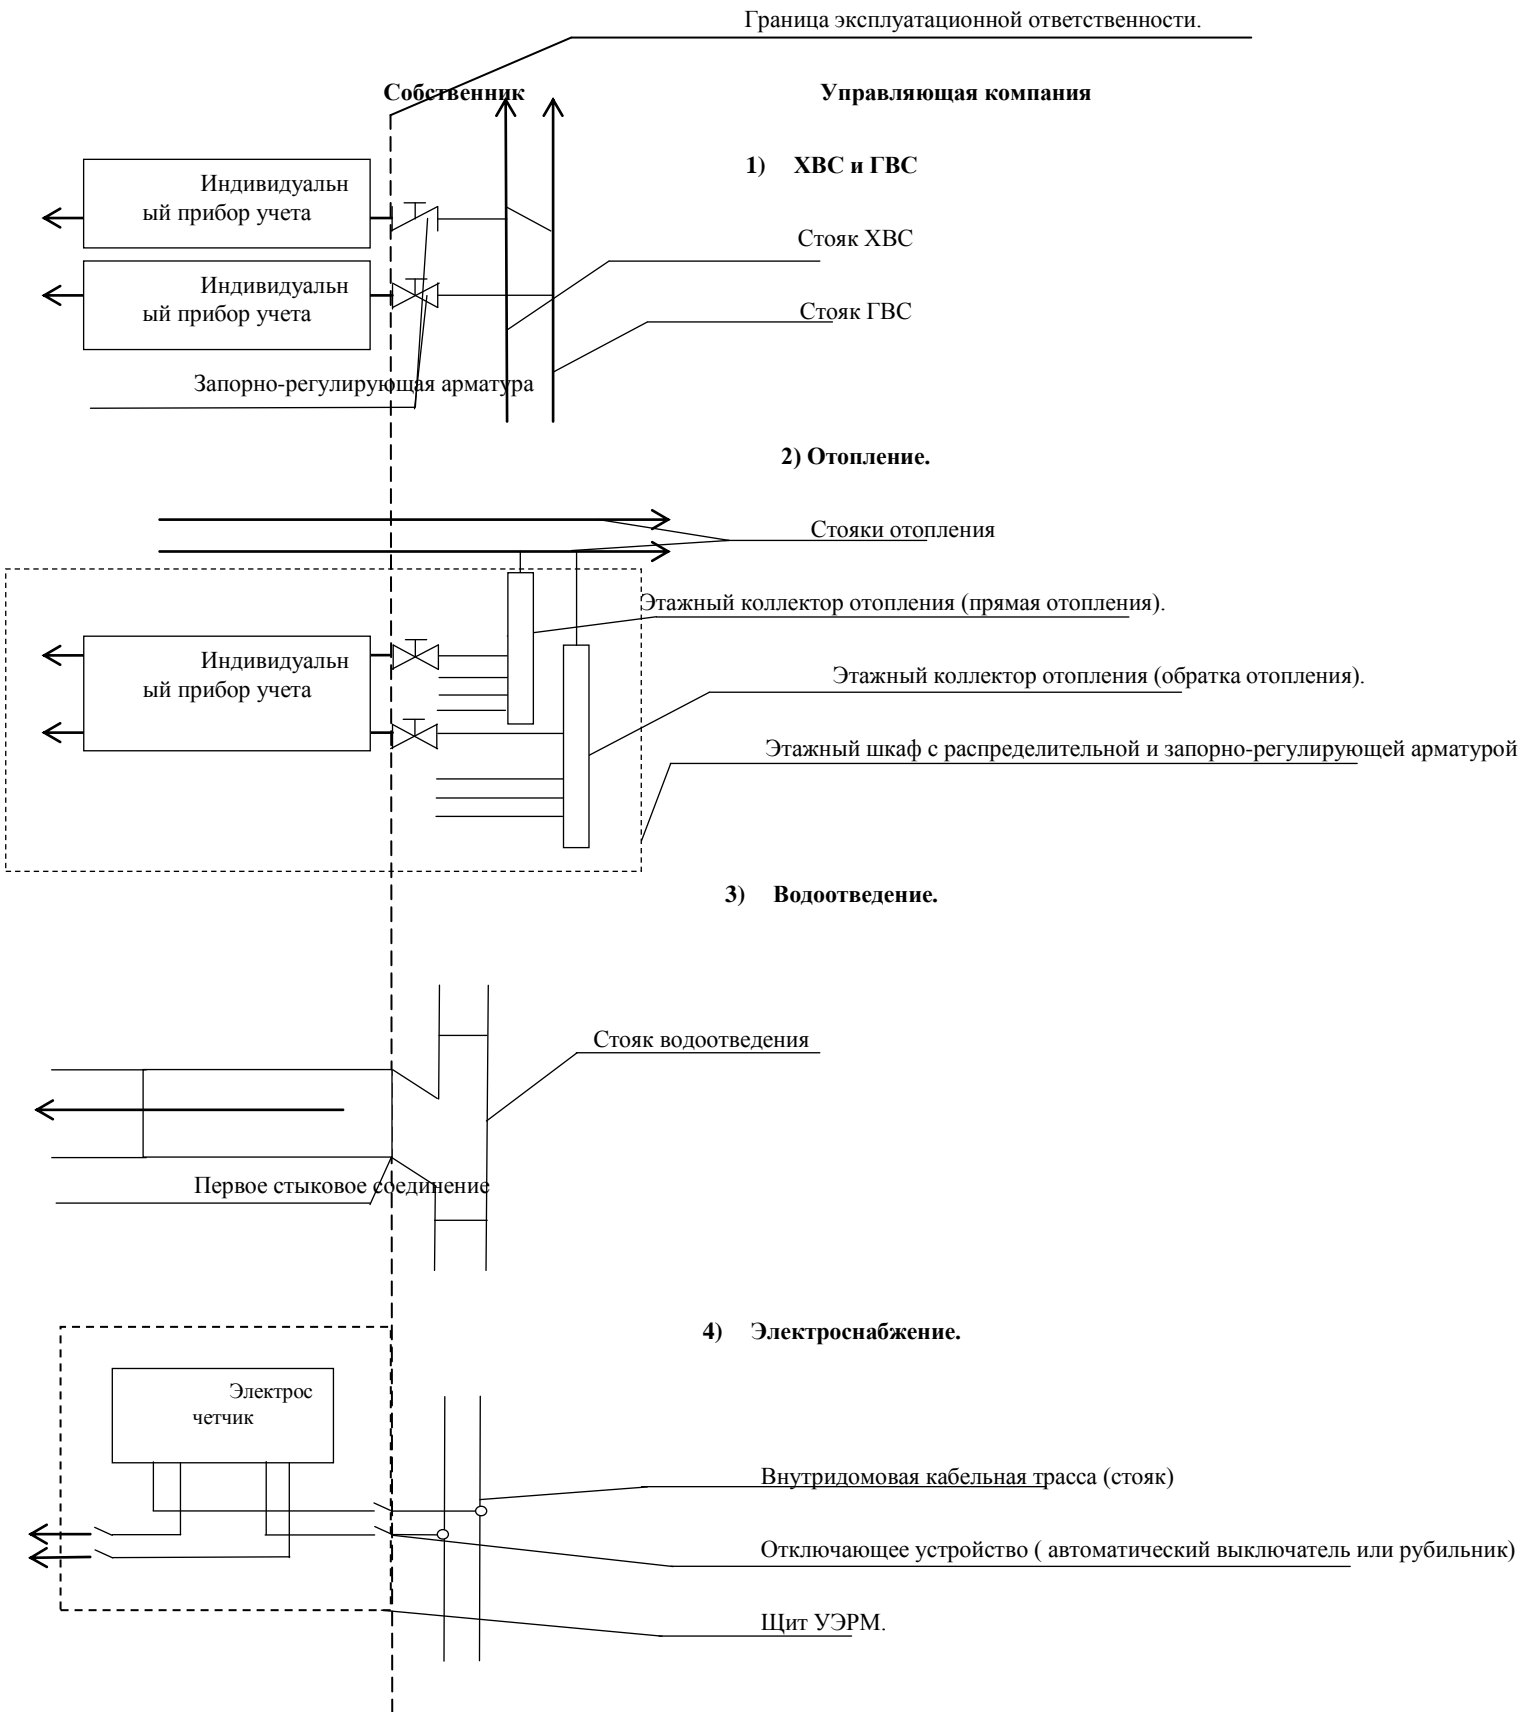 Граница эксплуатационной ответственности.
Собственник
Управляющая компания
1) ХВС и ГВС
Индивидуальн
ый прибор учета
Стояк ХВС
Индивидуальн
ый прибор учета
Стояк ГВС
Запорно-регулирующая арматура
2) Отопление.
Стояки отопления
Этажный коллектор отопления (прямая отопления).
Индивидуальн
ый прибор учета
Этажный коллектор отопления (обратка отопления).
Этажный шкаф с распределительной и запорно-регулирующей арматурой
3) Водоотведение.
Стояк водоотведения
Первое стыковое соединение
4) Электроснабжение.
Электрос
четчик
Внутридомовая кабельная трасса (стояк)
Отключающее устройство ( автоматический выключатель или рубильник)
Щит УЭРМ.